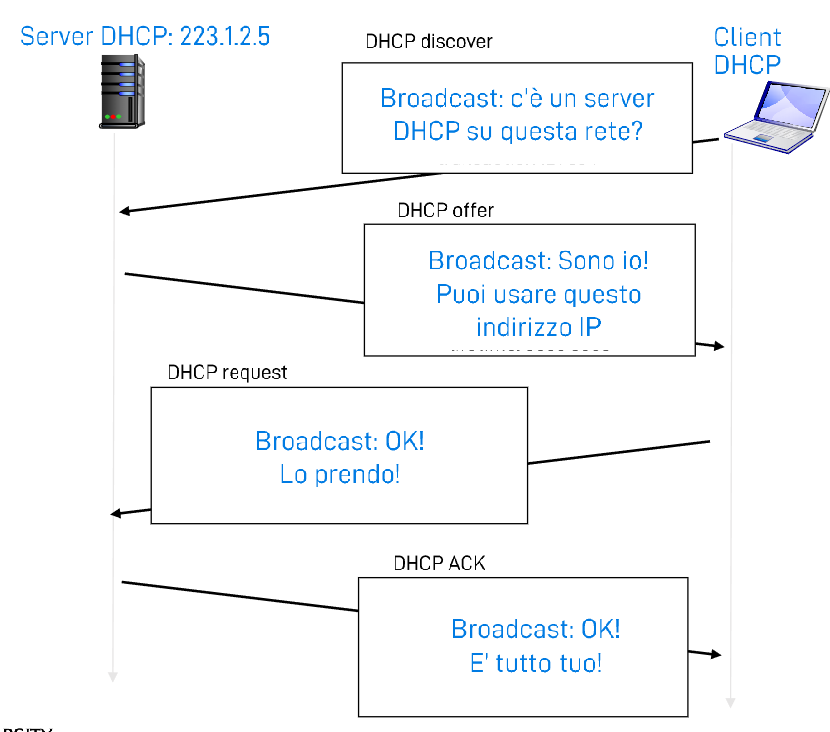 Server DHCP: 223.1.2.5
DHCP discover
Client
DHCP
Broadcast: c'è un server
DHCP su questa rete?
DHCP offer
Broadcast: Sono io!
Puoi usare questo
indirizzo IP
DHCP request
Broadcast: OK!
Lo prendo!
DHCP ACK
Broadcast: OK!
E' tutto tuo!